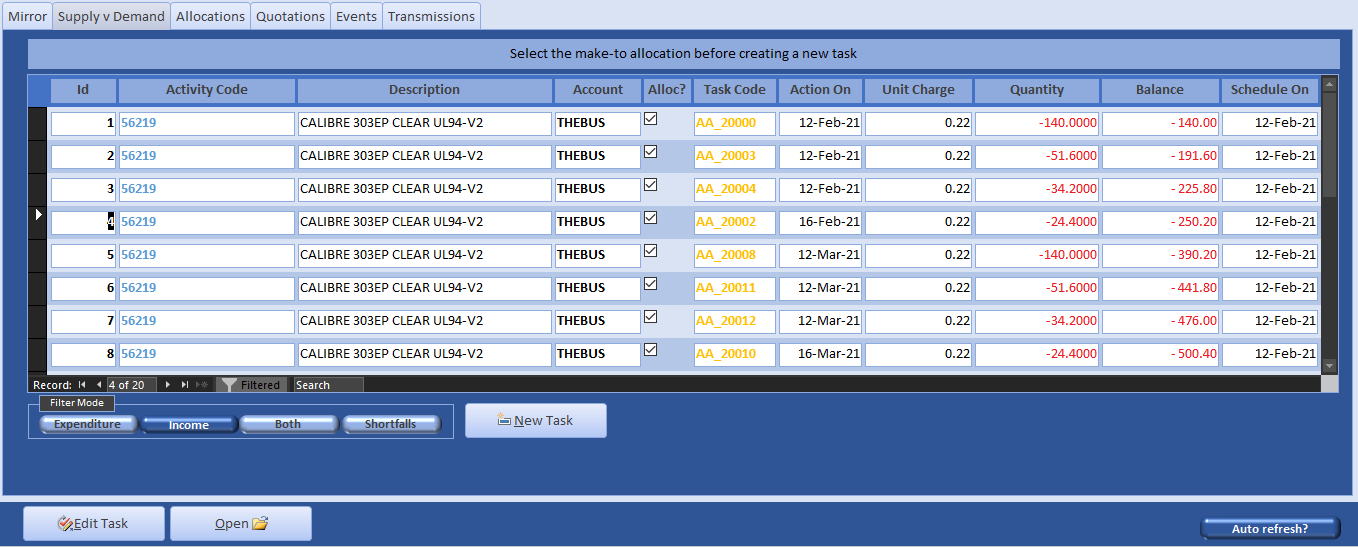 Mirror Supply v Demand Allocations Quotations Events Transmissions
Select the make-to allocation before creating a new task
Id Activity Code Description Account Alloc? Task Code Action On Unit Charge Quantity Balance Schedule On
1 56219 CALIBRE 303EP CLEAR UL94-V2 THEBUS AA_20000 12-Feb-21 0.22 -140.0000 - 140.00 12-Feb-21
2 56219 CALIBRE 303EP CLEAR UL94-V2 THEBUS AA_20003 12-Feb-21 0.22 -51.6000 - 191.60 12-Feb-21
3 56219 CALIBRE 303EP CLEAR UL94-V2 THEBUS AA_20004 12-Feb-21 0.22 -34.2000 - 225.80 12-Feb-21
4 56219 CALIBRE 303EP CLEAR UL94-V2 THEBUS AA_20002 16-Feb-21 0.22 -24.4000 - 250.20 12-Feb-21
5 56219 CALIBRE 303EP CLEAR UL94-V2 THEBUS AA_20008 12-Mar-21 0.22 -140.0000 - 390.20 12-Feb-21
6 56219 CALIBRE 303EP CLEAR UL94-V2 THEBUS AA_20011 12-Mar-21 0.22 -51.6000 - 441.80 12-Feb-21
7 56219 CALIBRE 303EP CLEAR UL94-V2 THEBUS AA_20012 12-Mar-21 0.22 -34.2000 - 476.00 12-Feb-21
8 56219 CALIBRE 303EP CLEAR UL94-V2 THEBUS AA_20010 16-Mar-21 0.22 -24.4000 - 500.40 12-Feb-21
Record: 4 of 20 Filtered Search
Filter Mode
Expenditure Income Both Shortfalls New Task
Edit Task Open Auto refresh?